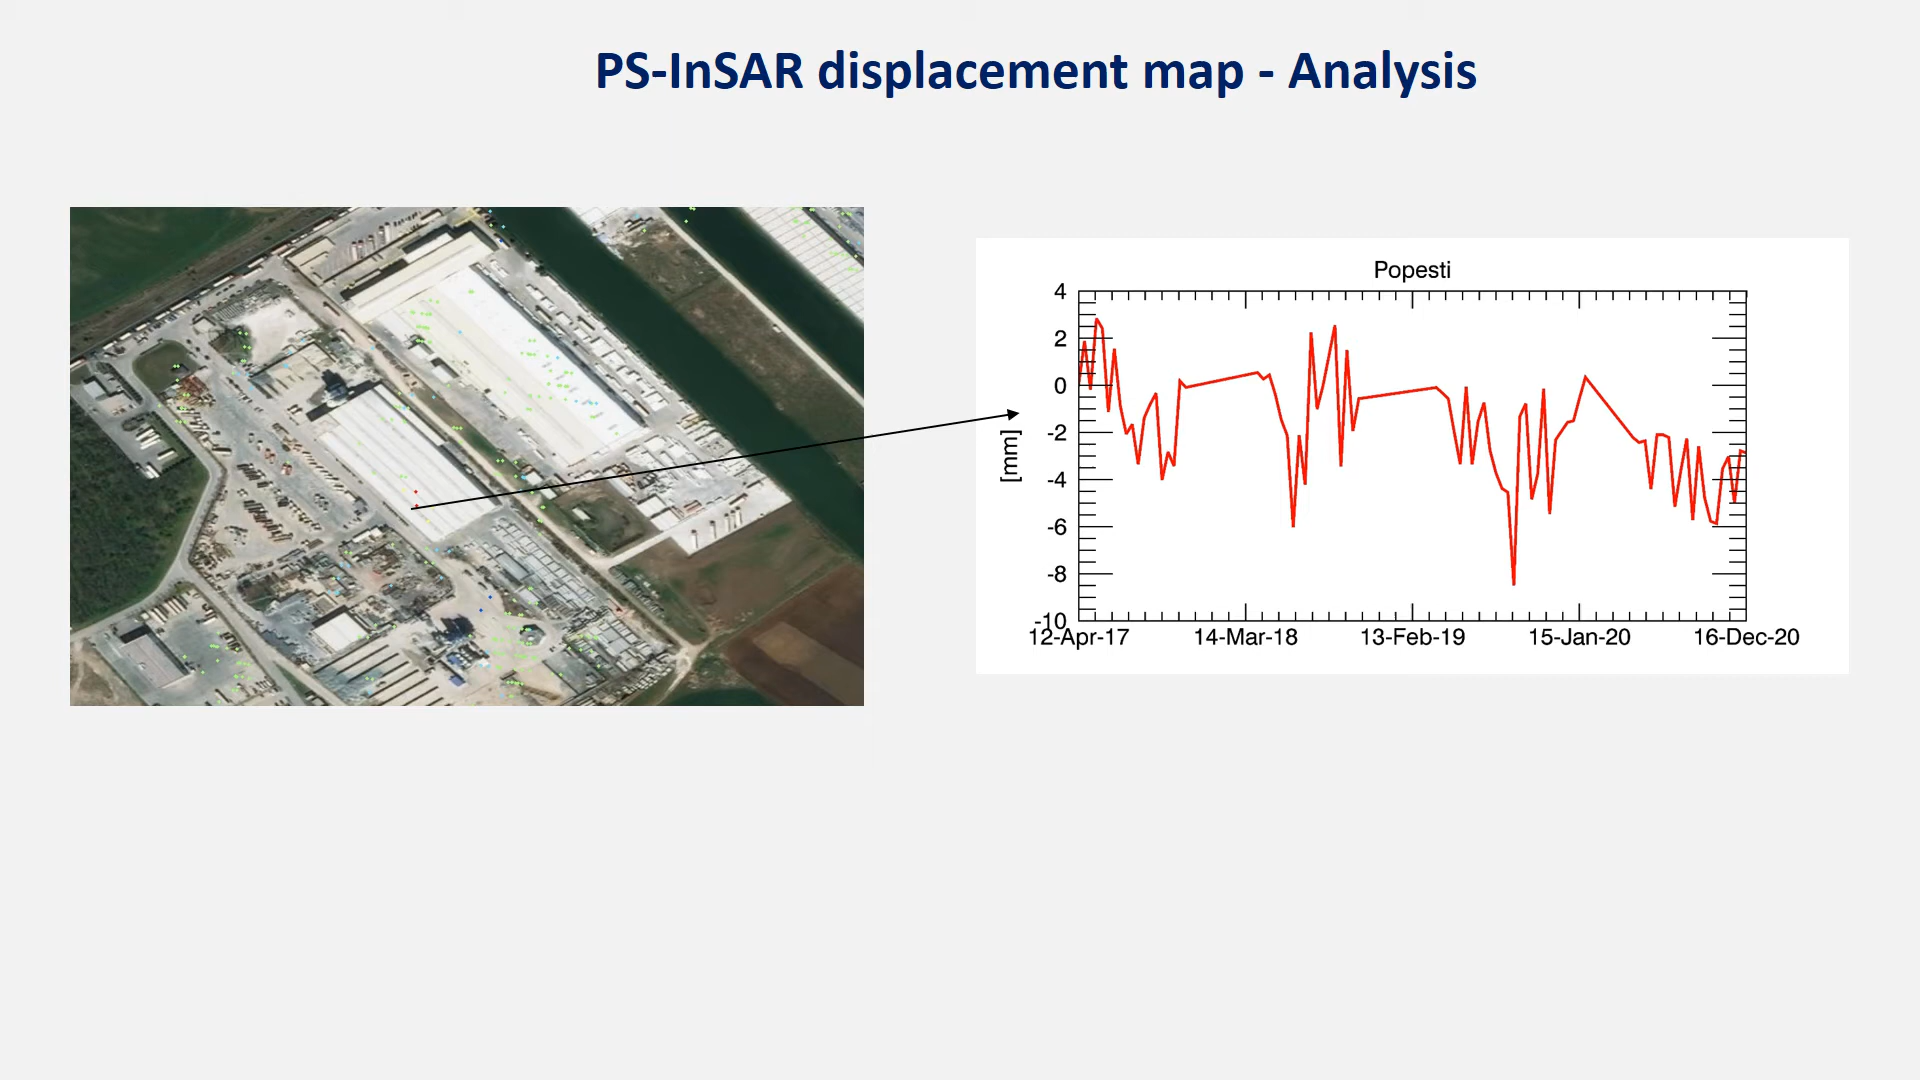 PS-InSAR displacement map - Analysis
Popesti
4
2
0
-2
-4
-6
-8
-10
[mm]
12-Apr-17 14-Mar-18 13-Feb-19 15-Jan-20 16-Dec-20